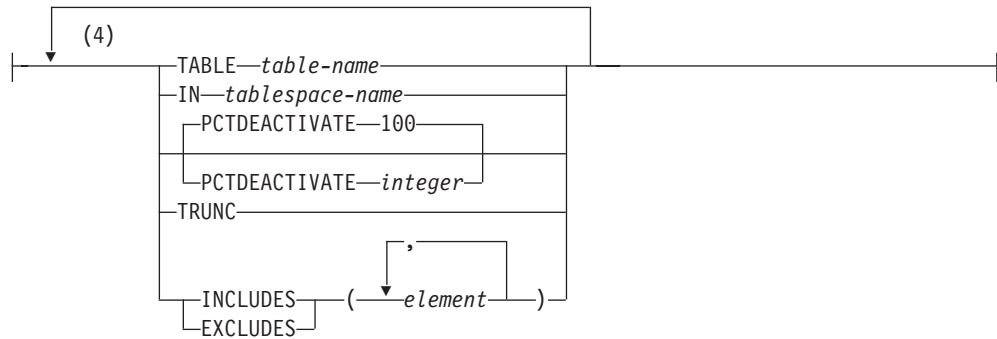 (4)
TABLE table-name
IN tablespace-name
PCTDEACTIVATE 100
PCTDEACTIVATE integer
TRUNC
,
INCLUDES ( element )
EXCLUDES